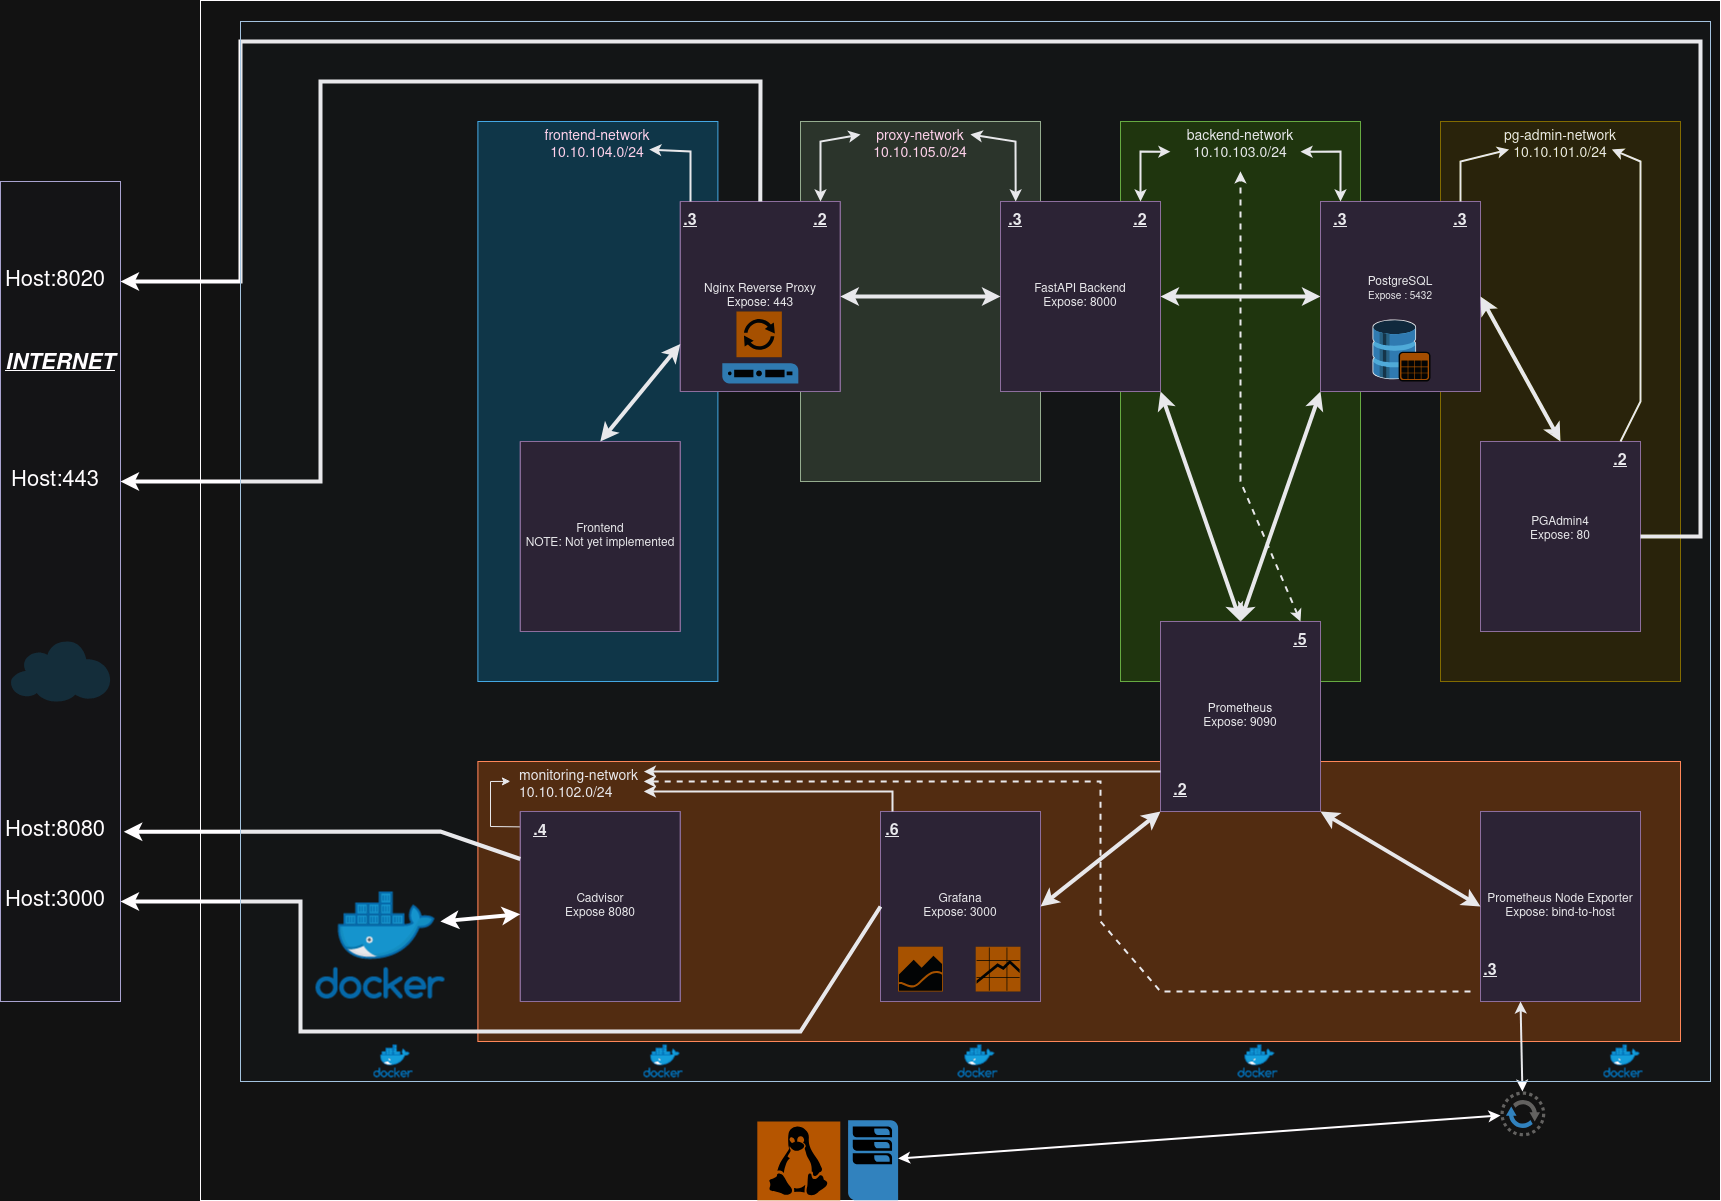 frontend-network
10.10.104.0/24
proxy-network
10.10.105.0/24
backend-network
10.10.103.0/24
pg-admin-network
10.10.101.0/24
.3
.2
.3
.2
.3
.3
Host:8020
Nginx Reverse Proxy
Expose: 443
FastAPI Backend
Expose: 8000
PostgreSQL
Expose : 5432
INTERNET
Host:443
.2
Frontend
NOTE: Not yet implemented
PGAdmin4
Expose: 80
.5
Prometheus
Expose: 9090
.2
monitoring-network
10.10.102.0/24
Host:8080
.4
.6
Host:3000
Cadvisor
Expose 8080
Grafana
Expose: 3000
Prometheus Node Exporter
Expose: bind-to-host
.3
docker
docker
docker
docker
docker
docker